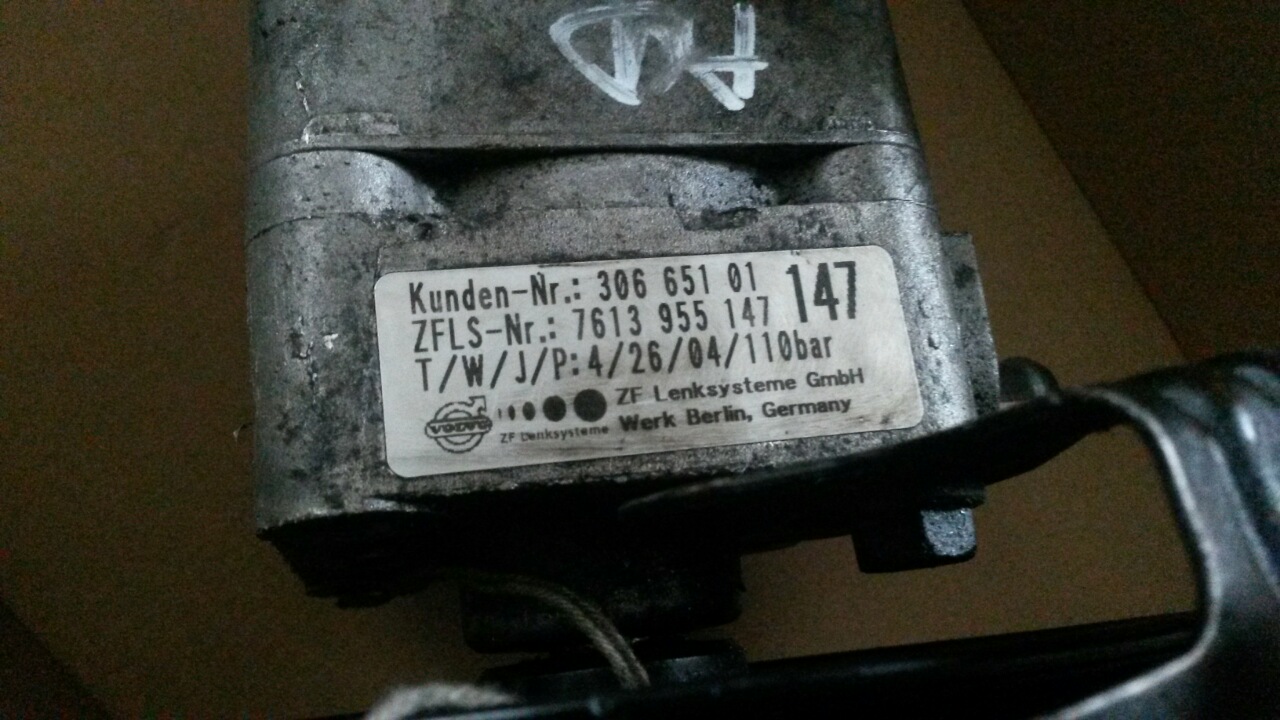 Kunden-Nr.: 306 651 01
147
ZFLS-Nr.: 7613 955 147
T/W/J/P:4/26/04/110bar
VOLVO
ZF Lenksysteme
ZF Lenksysteme GmbH
Werk Berlin, Germany